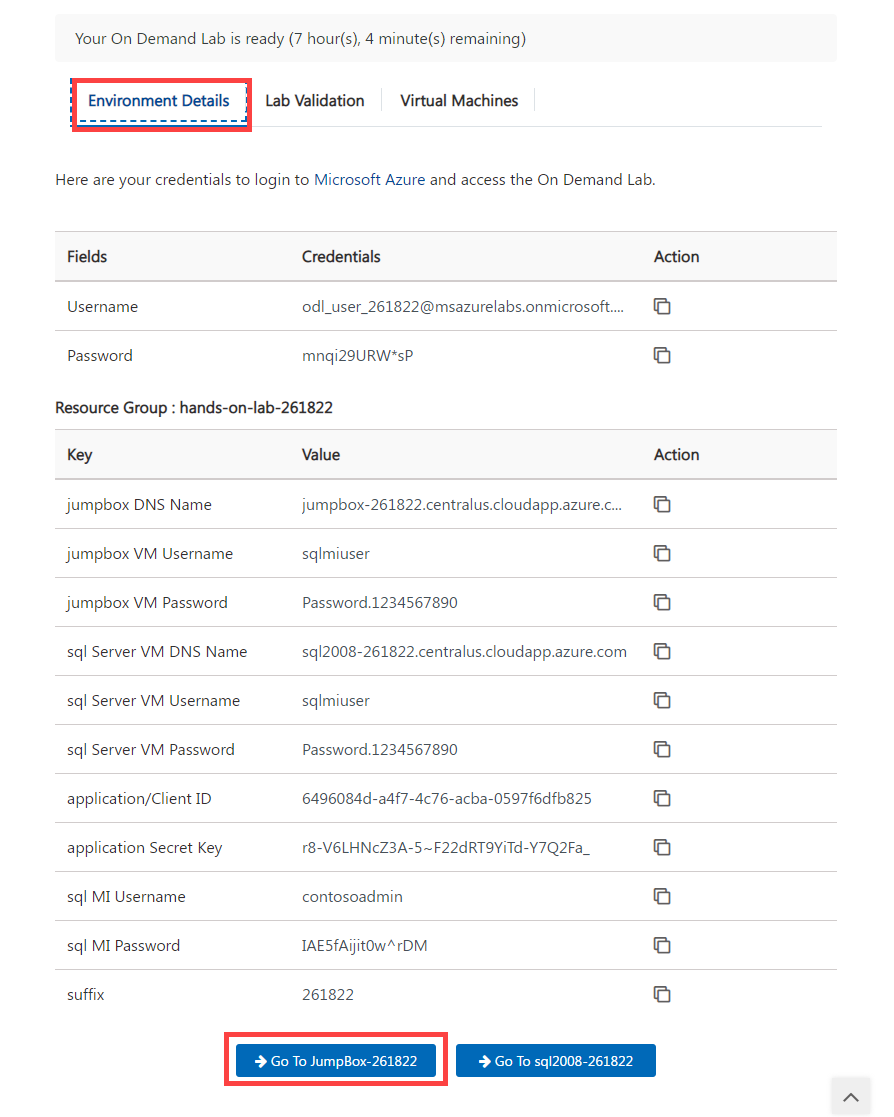 Your On Demand Lab is ready (7 hour(s), 4 minute(s) remaining)
Environment Details Lab Validation Virtual Machines
Here are your credentials to login to Microsoft Azure and access the On Demand Lab.
Fields Credentials Action
Username odl_user_261822@msazurelabs.onmicrosoft....
Password mnqi29URW*sP
Resource Group : hands-on-lab-261822
Key Value Action
jumpbox DNS Name jumpbox-261822.centralus.cloudapp.azure.c...
jumpbox VM Username sqlmiuser
jumpbox VM Password Password.1234567890
sql Server VM DNS Name sql2008-261822.centralus.cloudapp.azure.com
sql Server VM Username sqlmiuser
sql Server VM Password Password.1234567890
application/Client ID 6496084d-a4f7-4c76-acba-0597f6dfb825
application Secret Key r8-V6LHNcZ3A-5~F22dRT9YiTd-Y7Q2Fa_
sql MI Username contosoadmin
sql MI Password IAE5fAijit0w^rDM
suffix 261822
Go To JumpBox-261822 Go To sql2008-261822